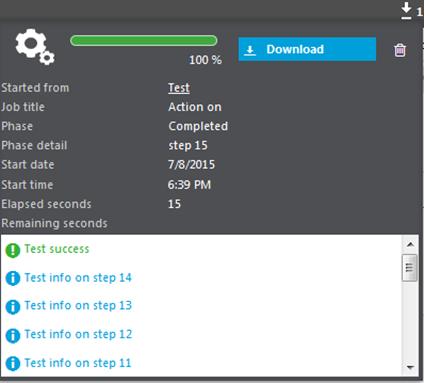 1
100 %
Download
Started from Test
Job title Action on
Phase Completed
Phase detail step 15
Start date 7/8/2015
Start time 6:39 PM
Elapsed seconds 15
Remaining seconds
Test success
Test info on step 14
Test info on step 13
Test info on step 12
Test info on step 11